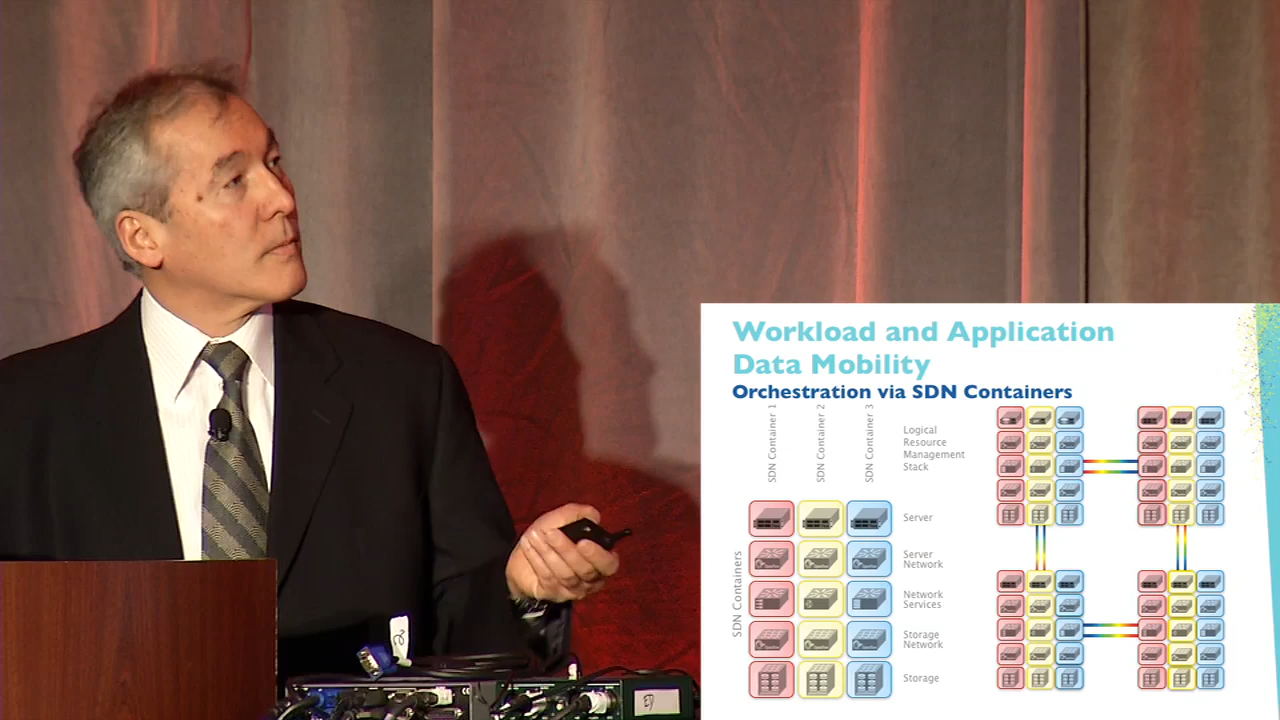 Workload and Application
Data Mobility
Orchestration via SDN Containers
SDN Container 1
SDN Container 2
SDN Container 3
Logical
Resource
Management
Stack
SDN Containers
Server
Server
Network
Network
Services
Storage
Network
Storage